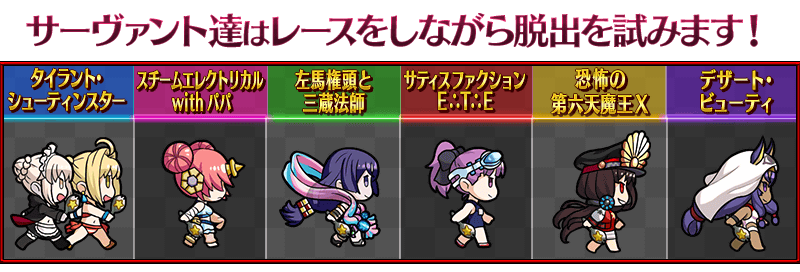 サーヴァント達はレースをしながら脱出を試みます！
タイラント・
シューティンスター
スチームエレクトリカル
with パパ
左馬権頭と
三蔵法師
サティスファクション
E∴T∴E
恐怖の
第六天魔王X
デザート・
ビューティ